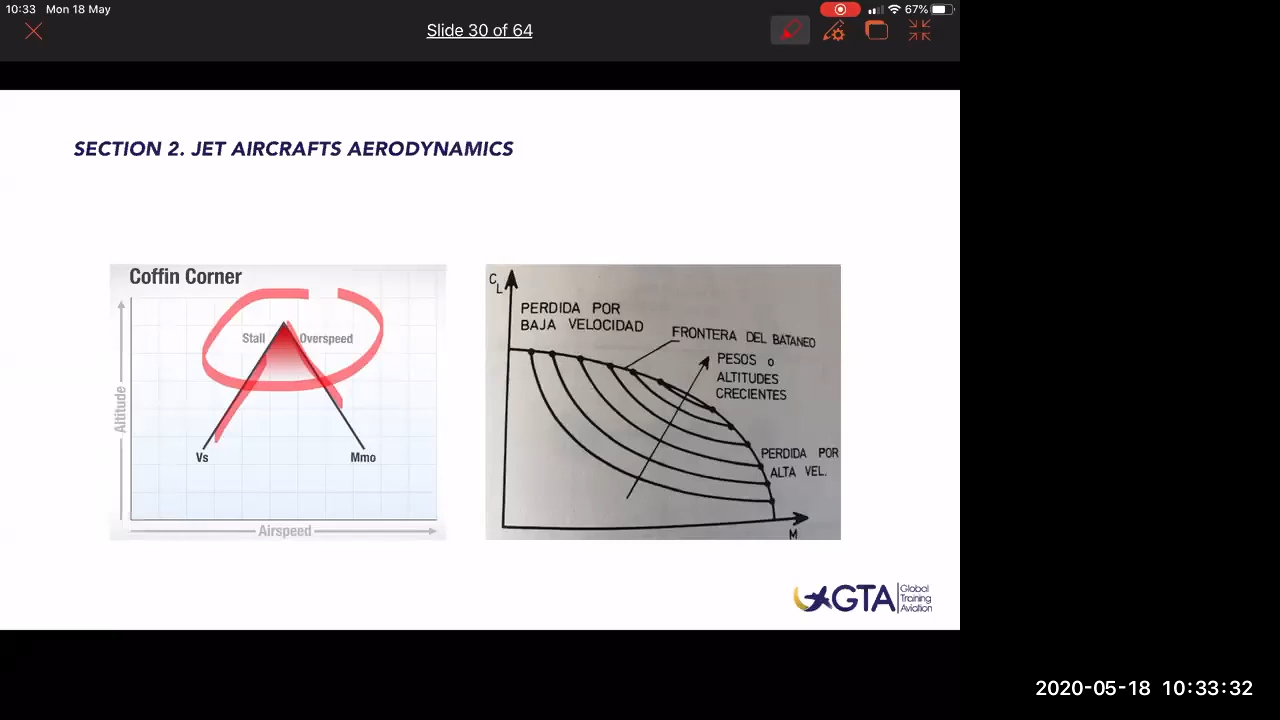 10:33 Mon 18 May
67%
Slide 30 of 64
SECTION 2. JET AIRCRAFTS AERODYNAMICS
Coffin Corner
Stall
Overspeed
Altitude
Vs
Mmo
Airspeed
CL
PERDIDA POR
BAJA VELOCIDAD
FRONTERA DEL BATANEO
PESOS o
ALTITUDES
CRECIENTES
PERDIDA POR
ALTA VEL.
M
GTA
Global
Training
Aviation
2020-05-18 10:33:32